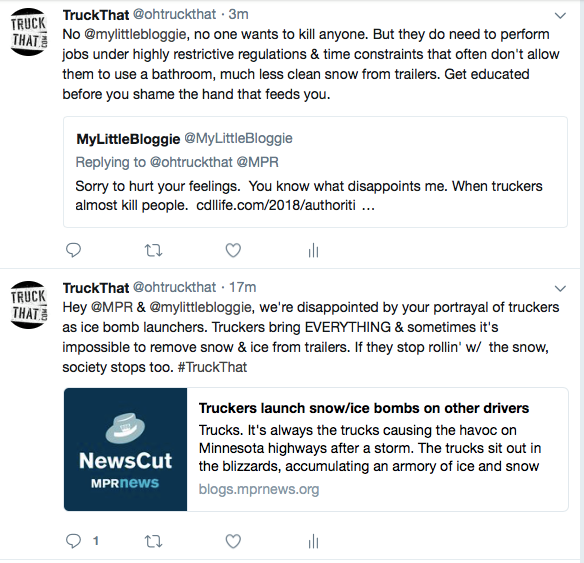 TRUCK
THAT
TruckThat @ohtruckthat · 3m
No @mylittlebloggie, no one wants to kill anyone. But they do need to perform
jobs under highly restrictive regulations & time constraints that often don't allow
them to use a bathroom, much less clean snow from trailers. Get educated
before you shame the hand that feeds you.
MyLittleBloggie @MyLittleBloggie
Replying to @ohtruckthat @MPR
Sorry to hurt your feelings.  You know what disappoints me. When truckers
almost kill people.  cdllife.com/2018/authoriti …
TRUCK
THAT
TruckThat @ohtruckthat · 17m
Hey @MPR & @mylittlebloggie, we're disappointed by your portrayal of truckers
as ice bomb launchers. Truckers bring EVERYTHING & sometimes it's
impossible to remove snow & ice from trailers. If they stop rollin' w/  the snow,
society stops too. #TruckThat
NewsCut
MPRnews
Truckers launch snow/ice bombs on other drivers
Trucks. It's always the trucks causing the havoc on
Minnesota highways after a storm. The trucks sit out in
the blizzards, accumulating an armory of ice and snow
blogs.mprnews.org
1